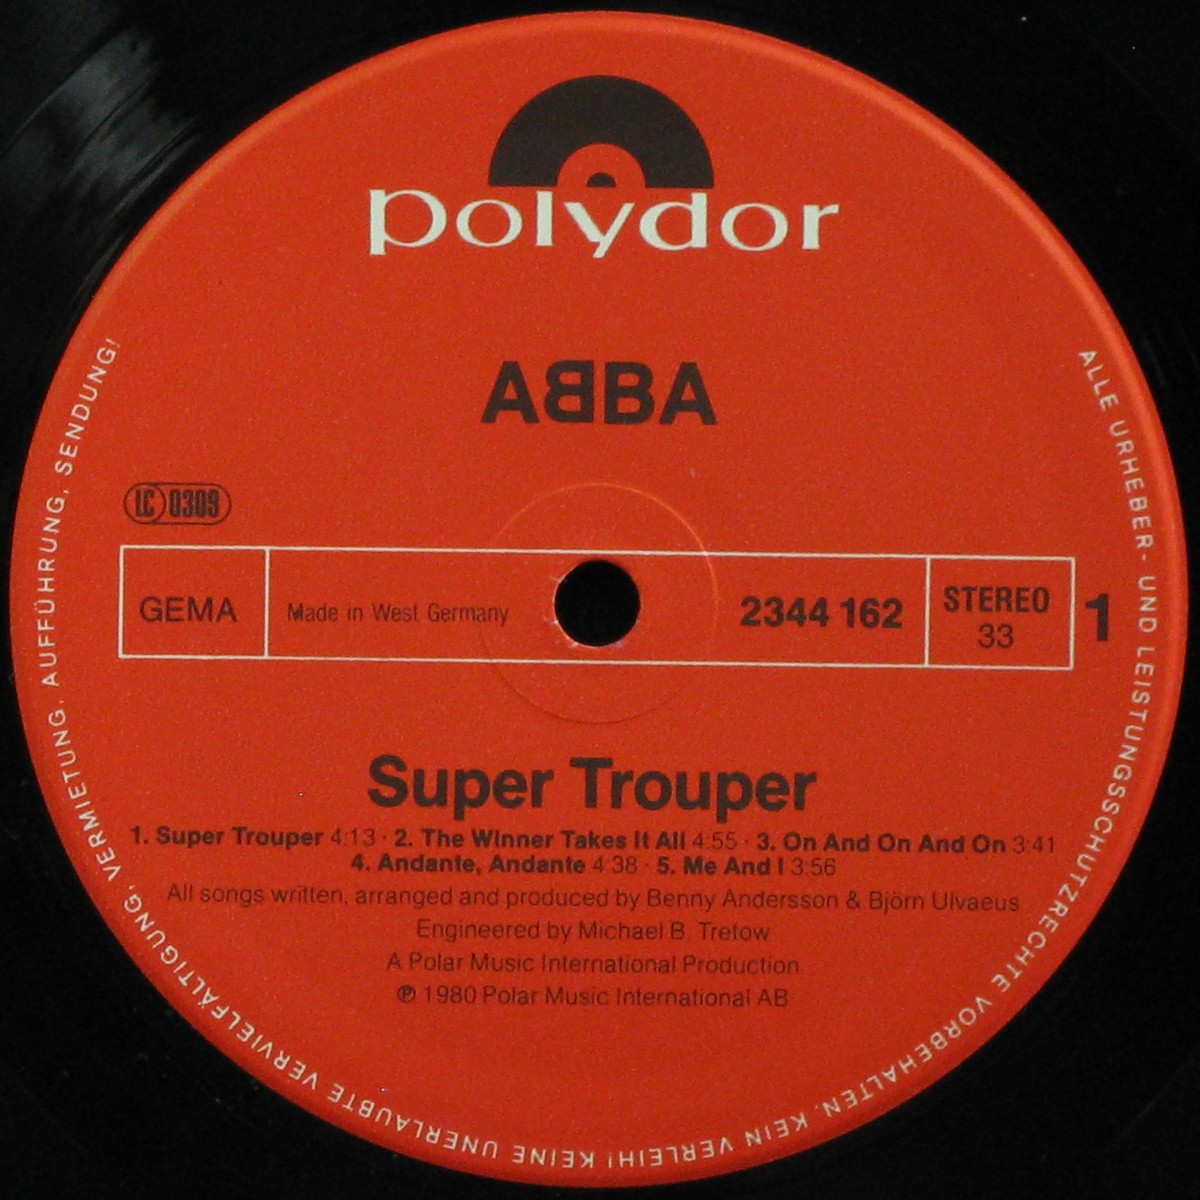 polydor
ABBA
LC 0309
GEMA
Made in West Germany
2344 162
STEREO
33
1
Super Trouper
1. Super Trouper 4:13 · 2. The Winner Takes It All 4:55 · 3. On And On And On 3:41
4. Andante, Andante 4:38 · 5. Me And I 3:56
All songs written, arranged and produced by Benny Andersson & Björn Ulvaeus
Engineered by Michael B. Tretow
A Polar Music International Production
℗ 1980 Polar Music International AB
ALLE URHEBER- UND LEISTUNGSSCHUTZRECHTE VORBEHALTEN. KEIN VERLEIH! KEINE UNERLAUBTE VERVIELFÄLTIGUNG, VERMIETUNG, AUFFÜHRUNG, SENDUNG!